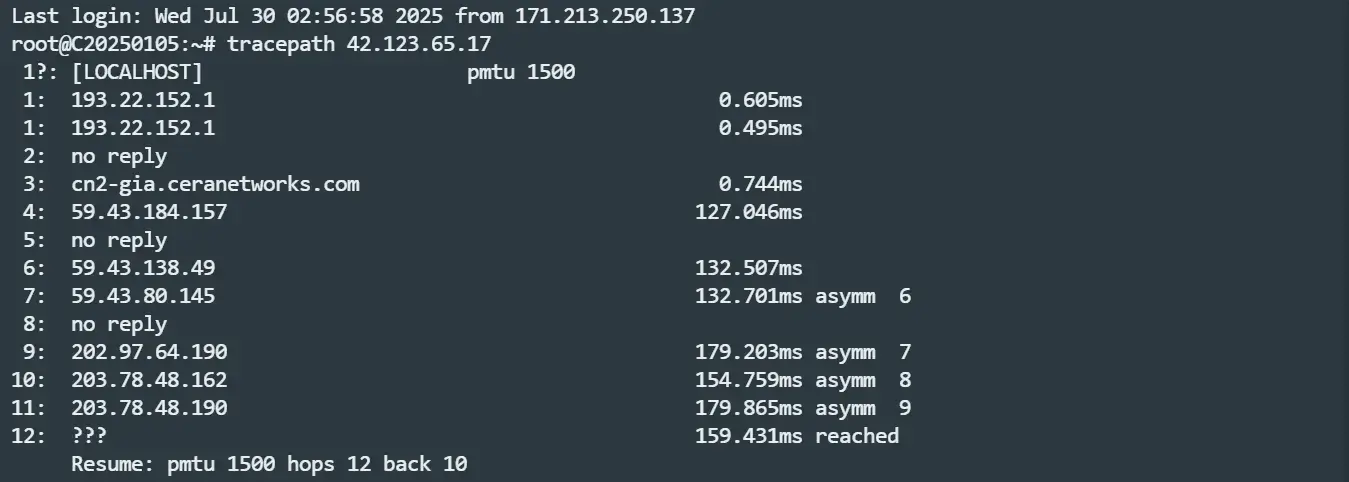 Last login: Wed Jul 30 02:56:58 2025 from 171.213.250.137
root@C20250105:~# tracepath 42.123.65.17
 1?: [LOCALHOST]                      pmtu 1500
 1:  193.22.152.1                                          0.605ms
 1:  193.22.152.1                                          0.495ms
 2:  no reply
 3:  cn2-gia.ceranetworks.com                              0.744ms
 4:  59.43.184.157                                       127.046ms
 5:  no reply
 6:  59.43.138.49                                        132.507ms
 7:  59.43.80.145                                        132.701ms asymm  6
 8:  no reply
 9:  202.97.64.190                                       179.203ms asymm  7
10:  203.78.48.162                                       154.759ms asymm  8
11:  203.78.48.190                                       179.865ms asymm  9
12:  ???                                                 159.431ms reached
     Resume: pmtu 1500 hops 12 back 10